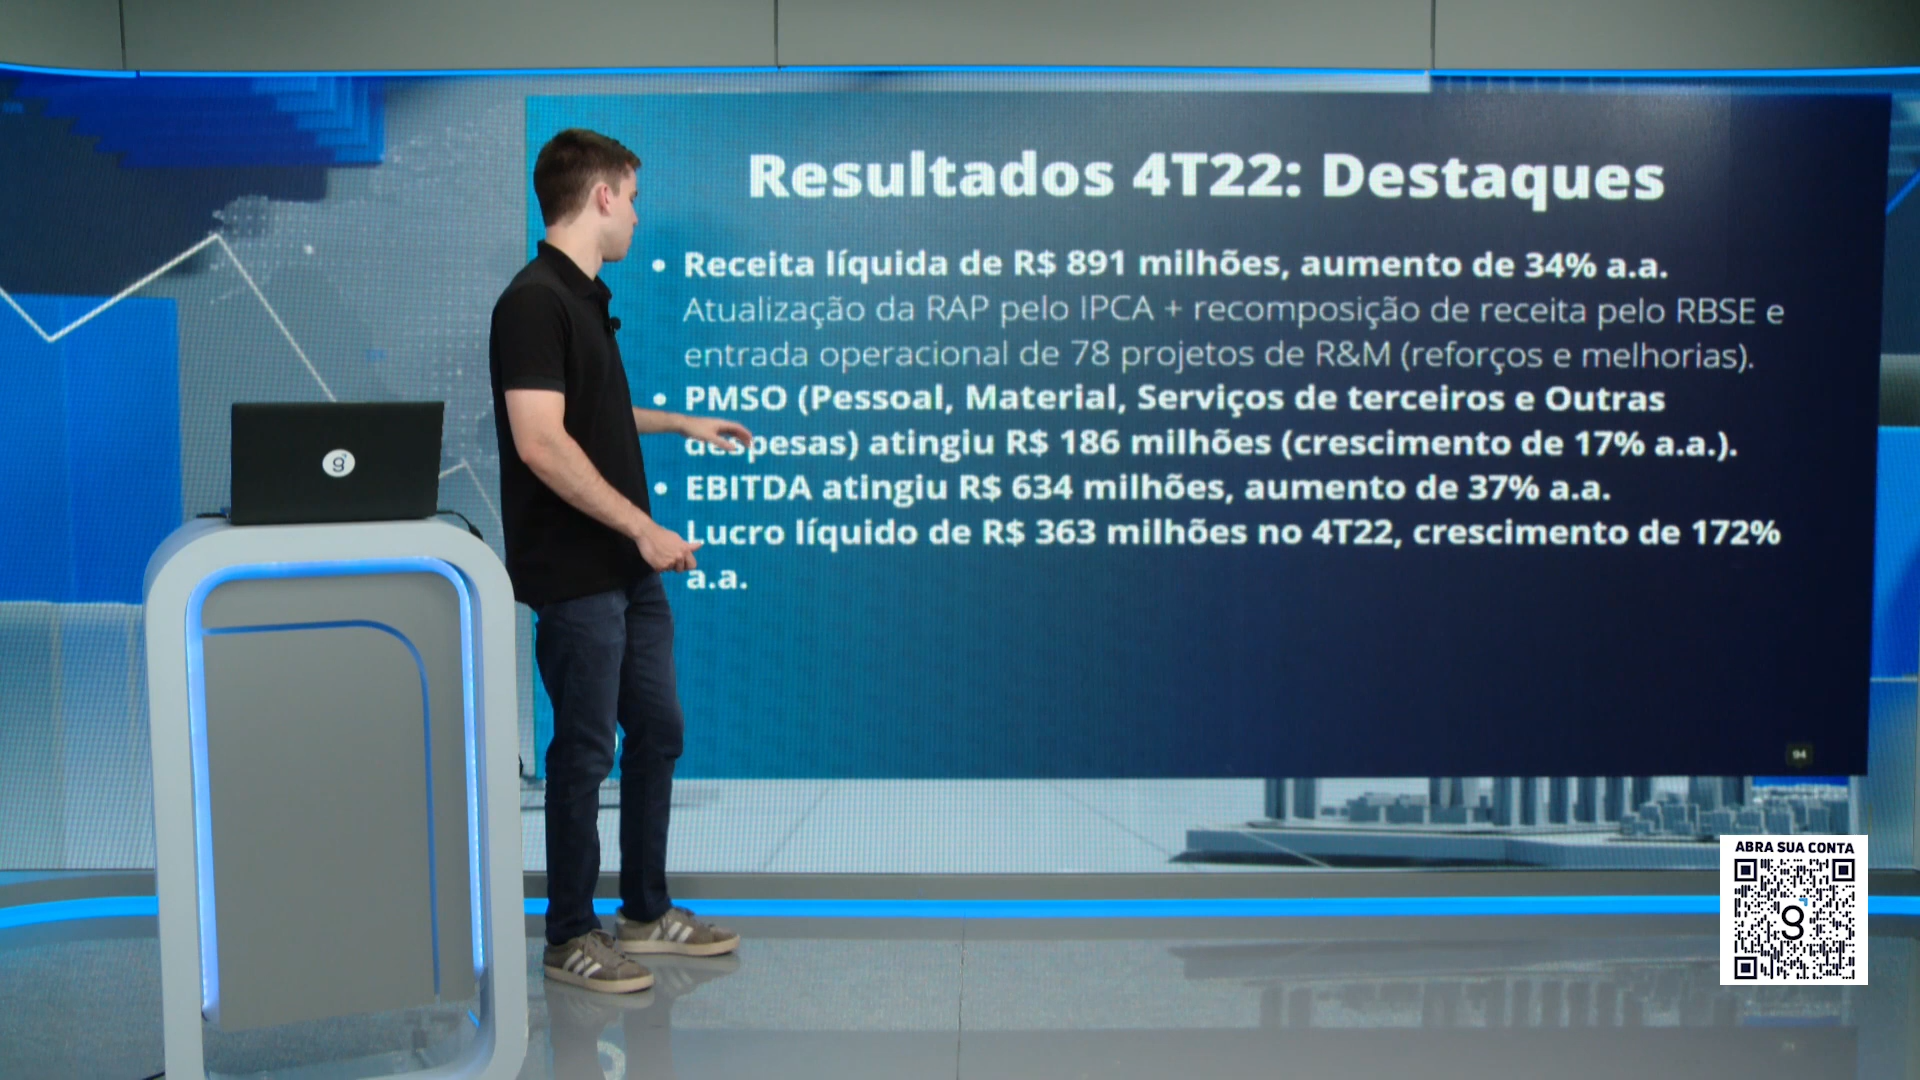 Resultados 4T22: Destaques
• Receita líquida de R$ 891 milhões, aumento de 34% a.a.
Atualização da RAP pelo IPCA + recomposição de receita pelo RBSE e
entrada operacional de 78 projetos de R&M (reforços e melhorias).
• PMSO (Pessoal, Material, Serviços de terceiros e Outras
despesas) atingiu R$ 186 milhões (crescimento de 17% a.a.).
• EBITDA atingiu R$ 634 milhões, aumento de 37% a.a.
Lucro líquido de R$ 363 milhões no 4T22, crescimento de 172%
a.a.
94
ABRA SUA CONTA